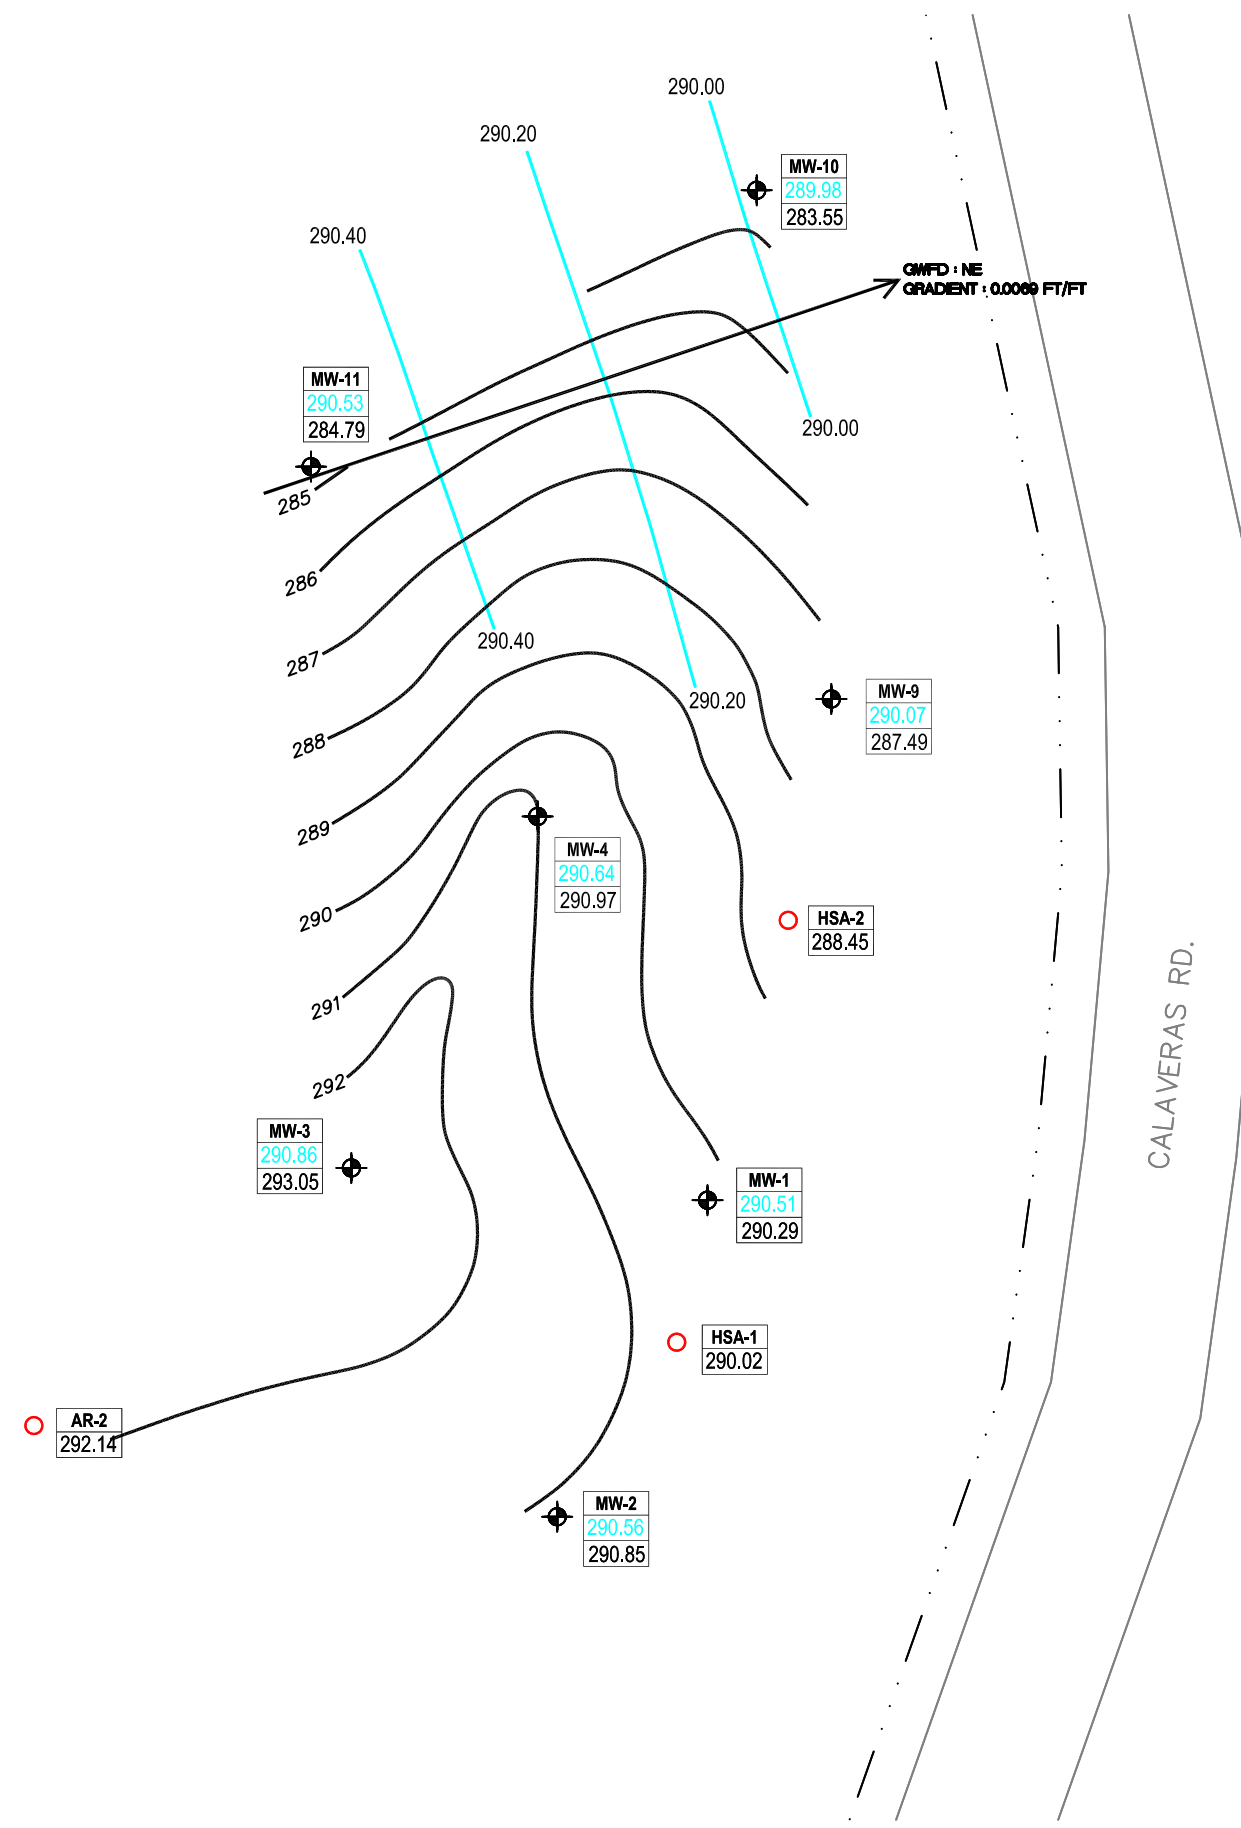 290.00
290.20
MW-10
289.98
283.55
290.40
GWFD : NE
GRADIENT : 0.0069 FT/FT
MW-11
290.53
284.79
290.00
285
286
290.40
287
MW-9
290.07
287.49
290.20
288
289
MW-4
290.64
290.97
290
HSA-2
288.45
291
CALAVERAS RD.
292
MW-3
290.86
293.05
MW-1
290.51
290.29
HSA-1
290.02
AR-2
292.14
MW-2
290.56
290.85